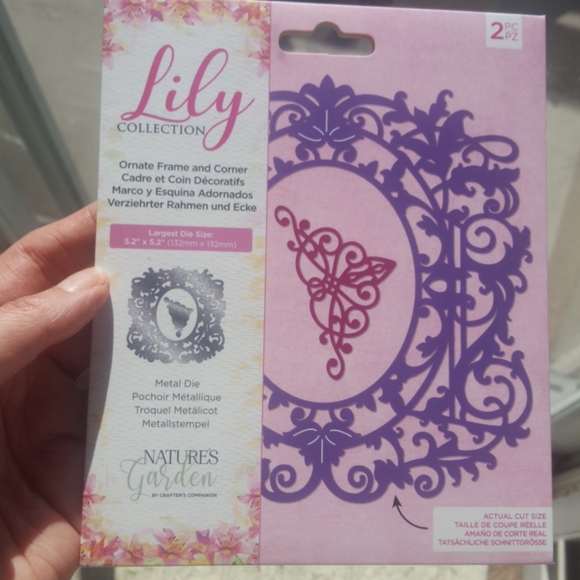 Lily
COLLECTION
Ornate Frame and Corner
Cadre et Coin Décoratifs
Marco y Esquina Adornados
Verziehrter Rahmen und Ecke
Largest Die Size:
5.2" x 5.2" (132mm x 132mm)
Metal Die
Pochoir Métallique
Troquel Metálicot
Metallstempel
NATURE'S
Garden
BY CRAFTER'S COMPANION
2 PC
PZ
ACTUAL CUT SIZE
TAILLE DE COUPE RÉELLE
AMAÑO DE CORTE REAL
TATSÄCHLICHE SCHNITTGRÖSSE